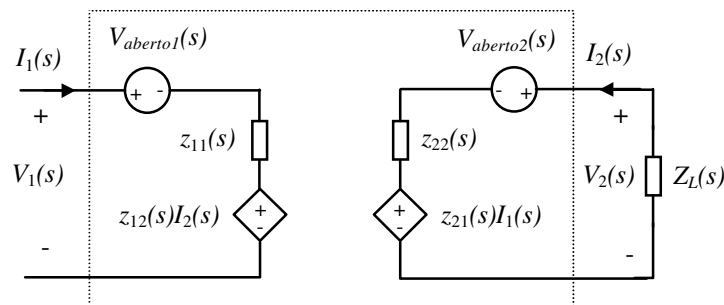 V_aberto1(s)
V_aberto2(s)
I_1(s)
I_2(s)
+ -
- +
+
+
z_11(s)
z_22(s)
V_1(s)
V_2(s)
Z_L(s)
z_12(s)I_2(s)
+
-
+
-
z_21(s)I_1(s)
-
-